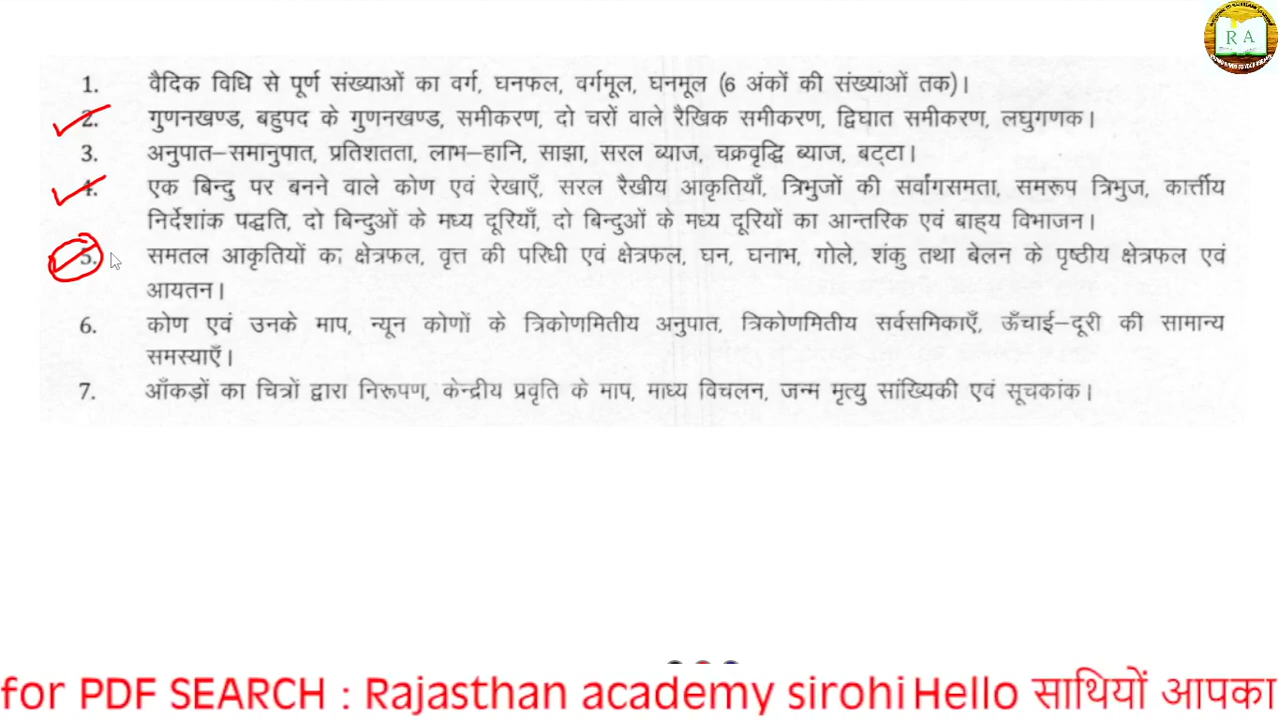 R A
1. वैदिक विधि से पूर्ण संख्याओं का वर्ग, घनफल, वर्गमूल, घनमूल (6 अंकों की संख्याओं तक)।
2. गुणनखण्ड, बहुपद के गुणनखण्ड, समीकरण, दो चरों वाले रैखिक समीकरण, द्विघात समीकरण, लघुगणक।
3. अनुपात–समानुपात, प्रतिशतता, लाभ–हानि, साझा, सरल ब्याज, चक्रवृद्धि ब्याज, बट्टा।
4. एक बिन्दु पर बनने वाले कोण एवं रेखाएँ, सरल रैखीय आकृतियाँ, त्रिभुजों की सर्वांगसमता, समरूप त्रिभुज, कार्त्तीय
निर्देशांक पद्धति, दो बिन्दुओं के मध्य दूरियाँ, दो बिन्दुओं के मध्य दूरियों का आन्तरिक एवं बाह्य विभाजन।
5. समतल आकृतियों का क्षेत्रफल, वृत्त की परिधी एवं क्षेत्रफल, घन, घनाभ, गोले, शंकु तथा बेलन के पृष्ठीय क्षेत्रफल एवं
आयतन।
6. कोण एवं उनके माप, न्यून कोणों के त्रिकोणमितीय अनुपात, त्रिकोणमितीय सर्वसमिकाएँ, ऊँचाई–दूरी की सामान्य
समस्याएँ।
7. आँकड़ों का चित्रों द्वारा निरूपण, केन्द्रीय प्रवृति के माप, माध्य विचलन, जन्म मृत्यु सांख्यिकी एवं सूचकांक।
for PDF SEARCH : Rajasthan academy sirohi Hello साथियों आपका